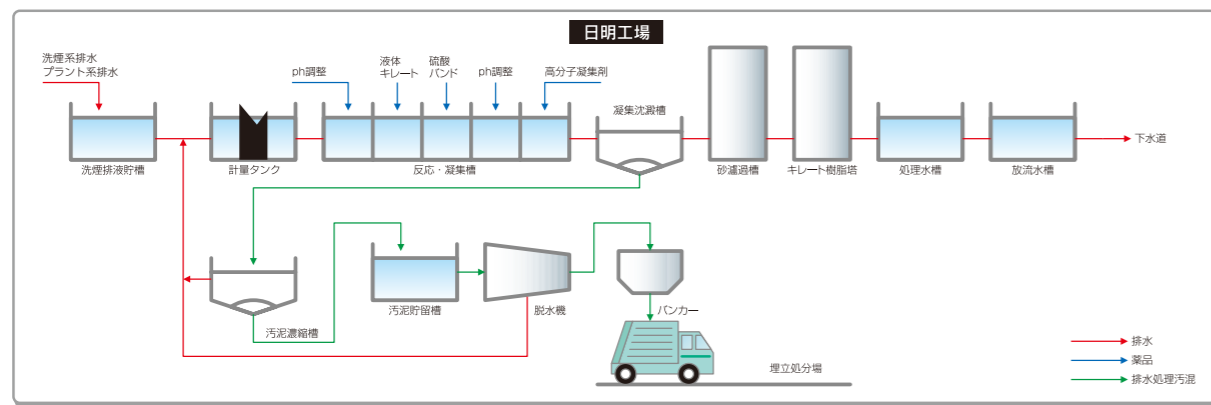 日明工場
洗煙系排水
プラント系排水
ph調整
液体
キレート
硫酸
バンド
ph調整
高分子凝集剤
凝集沈澱槽
下水道
洗煙排液貯槽
計量タンク
反応・凝集槽
砂濾過槽
キレート樹脂塔
処理水槽
放流水槽
汚泥濃縮槽
汚泥貯留槽
脱水機
バンカー
埋立処分場
排水
薬品
排水処理汚混